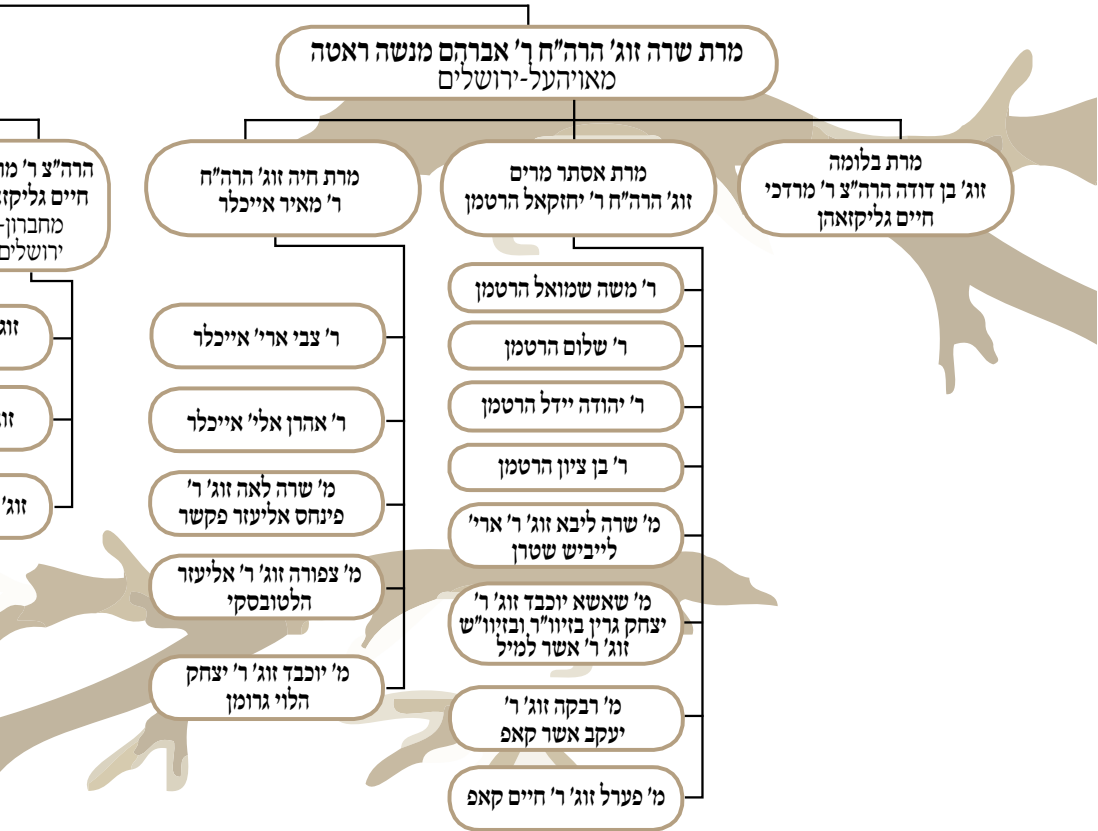 מרת שרה זוג' הרה"ח ר' אברהם מנשה ראטה
מאויהעל-ירושלים
מרת בלומה
זוג' בן דודה הרה"צ ר' מרדכי
חיים גליקזאהן
מרת אסתר מרים
זוג' הרה"ח ר' יחזקאל הרטמן
ר' משה שמואל הרטמן
ר' שלום הרטמן
ר' יהודה יידל הרטמן
ר' בן ציון הרטמן
מ' שרה ליבא זוג' ר' ארי'
לייביש שטרן
מ' שאשא יוכבד זוג' ר'
יצחק גרין בזיוו"ר ובזיוו"ש
זוג' ר' אשר למיל
מ' רבקה זוג' ר'
יעקב אשר קאפ
מ' פערל זוג' ר' חיים קאפ
מרת חיה זוג' הרה"ח
ר' מאיר אייכלר
ר' צבי ארי' אייכלר
ר' אהרן אלי' אייכלר
מ' שרה לאה זוג' ר'
פינחס אליעזר פקשר
מ' צפורה זוג' ר' אליעזר
הלטובסקי
מ' יוכבד זוג' ר' יצחק
הלוי גרומן
הרה"צ ר'
חיים
מחברון-
ירושלים
זוג'